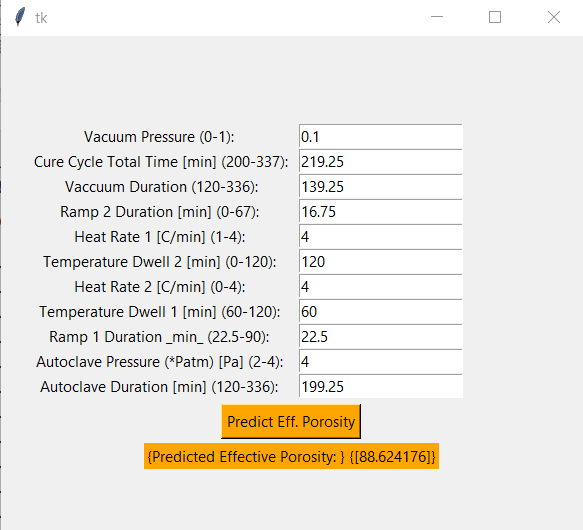 tk
Vacuum Pressure (0-1): 0.1
Cure Cycle Total Time [min] (200-337): 219.25
Vaccuum Duration (120-336): 139.25
Ramp 2 Duration [min] (0-67): 16.75
Heat Rate 1 [C/min] (1-4): 4
Temperature Dwell 2 [min] (0-120): 120
Heat Rate 2 [C/min] (0-4): 4
Temperature Dwell 1 [min] (60-120): 60
Ramp 1 Duration _min_ (22.5-90): 22.5
Autoclave Pressure (*Patm) [Pa] (2-4): 4
Autoclave Duration [min] (120-336): 199.25
Predict Eff. Porosity
{Predicted Effective Porosity: } {[88.624176]}